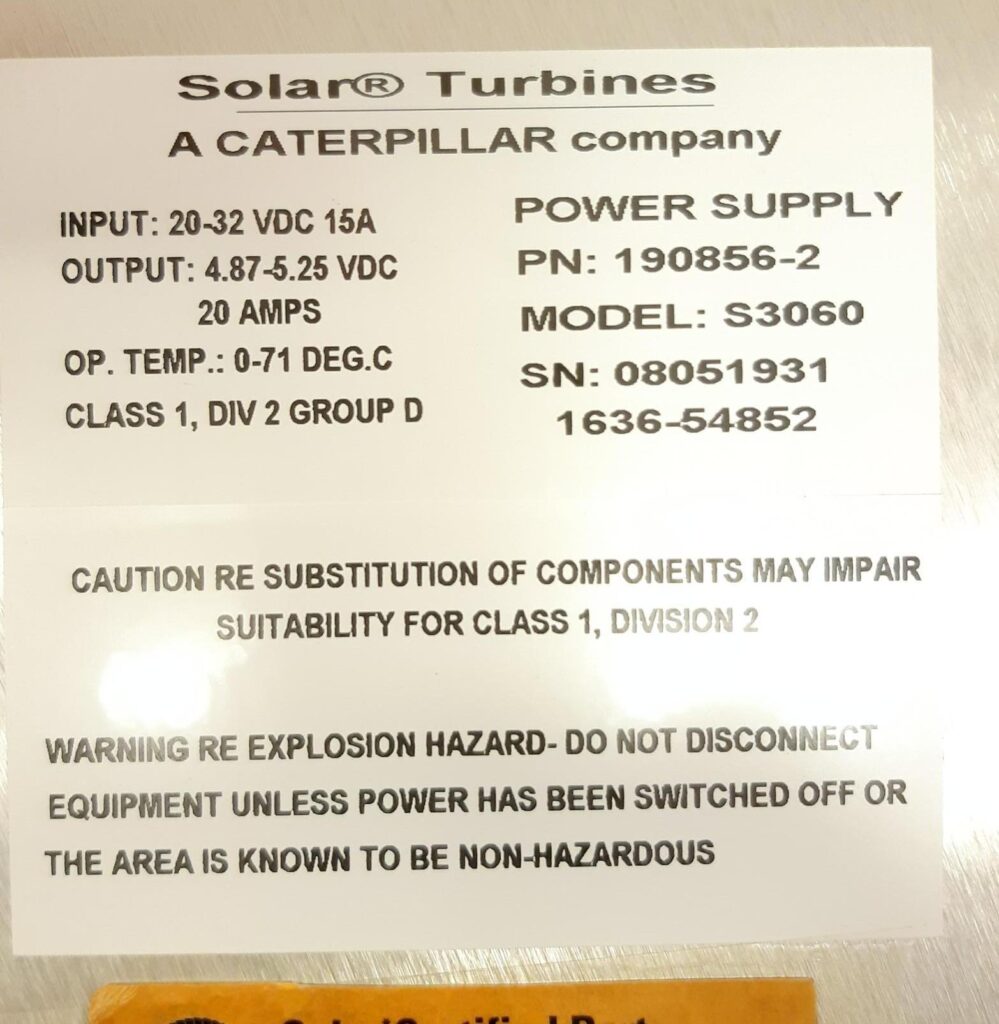 Solar® Turbines
A CATERPILLAR company
INPUT: 20-32 VDC 15A
OUTPUT: 4.87-5.25 VDC
20 AMPS
OP. TEMP.: 0-71 DEG.C
CLASS 1, DIV 2 GROUP D
POWER SUPPLY
PN: 190856-2
MODEL: S3060
SN: 08051931
1636-54852
CAUTION RE SUBSTITUTION OF COMPONENTS MAY IMPAIR
SUITABILITY FOR CLASS 1, DIVISION 2
WARNING RE EXPLOSION HAZARD- DO NOT DISCONNECT
EQUIPMENT UNLESS POWER HAS BEEN SWITCHED OFF OR
THE AREA IS KNOWN TO BE NON-HAZARDOUS